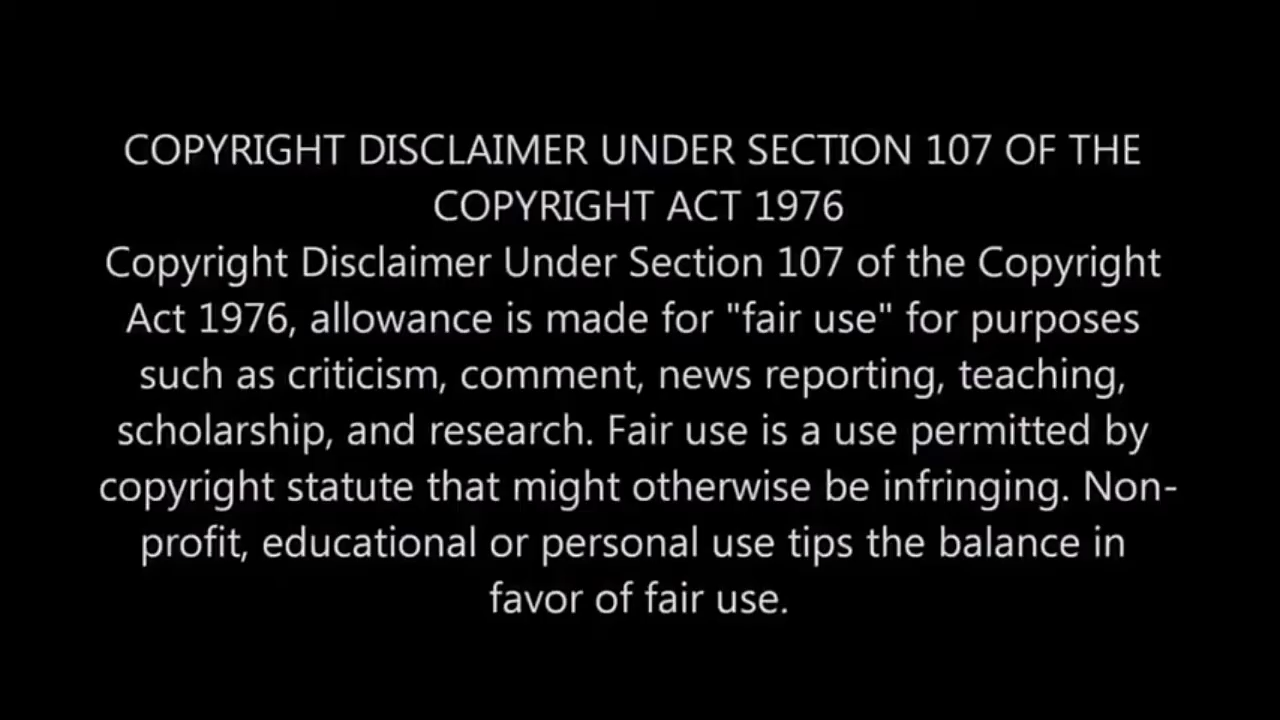 COPYRIGHT DISCLAIMER UNDER SECTION 107 OF THE
COPYRIGHT ACT 1976
Copyright Disclaimer Under Section 107 of the Copyright
Act 1976, allowance is made for "fair use" for purposes
such as criticism, comment, news reporting, teaching,
scholarship, and research. Fair use is a use permitted by
copyright statute that might otherwise be infringing. Non-
profit, educational or personal use tips the balance in
favor of fair use.